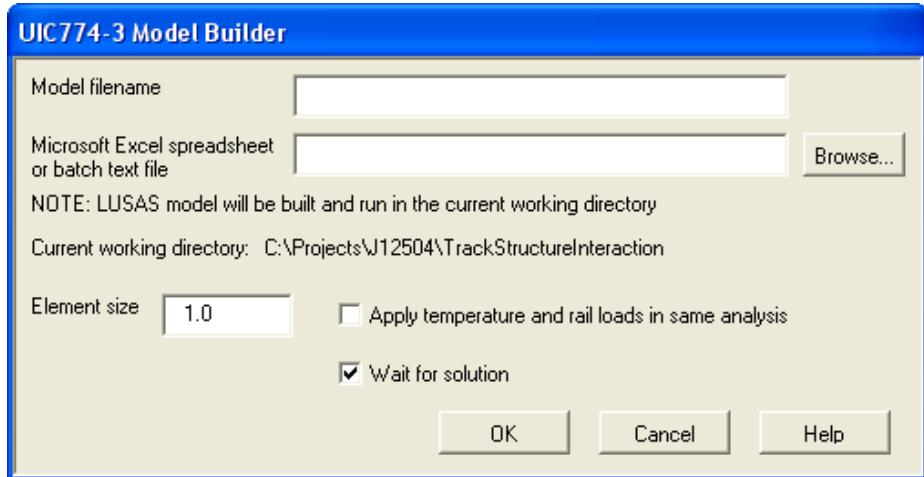 UIC774-3 Model Builder
Model filename
Microsoft Excel spreadsheet
or batch text file
Browse...
NOTE: LUSAS model will be built and run in the current working directory
Current working directory: C:\Projects\J12504\TrackStructureInteraction
Element size
1.0
Apply temperature and rail loads in same analysis
Wait for solution
OK
Cancel
Help